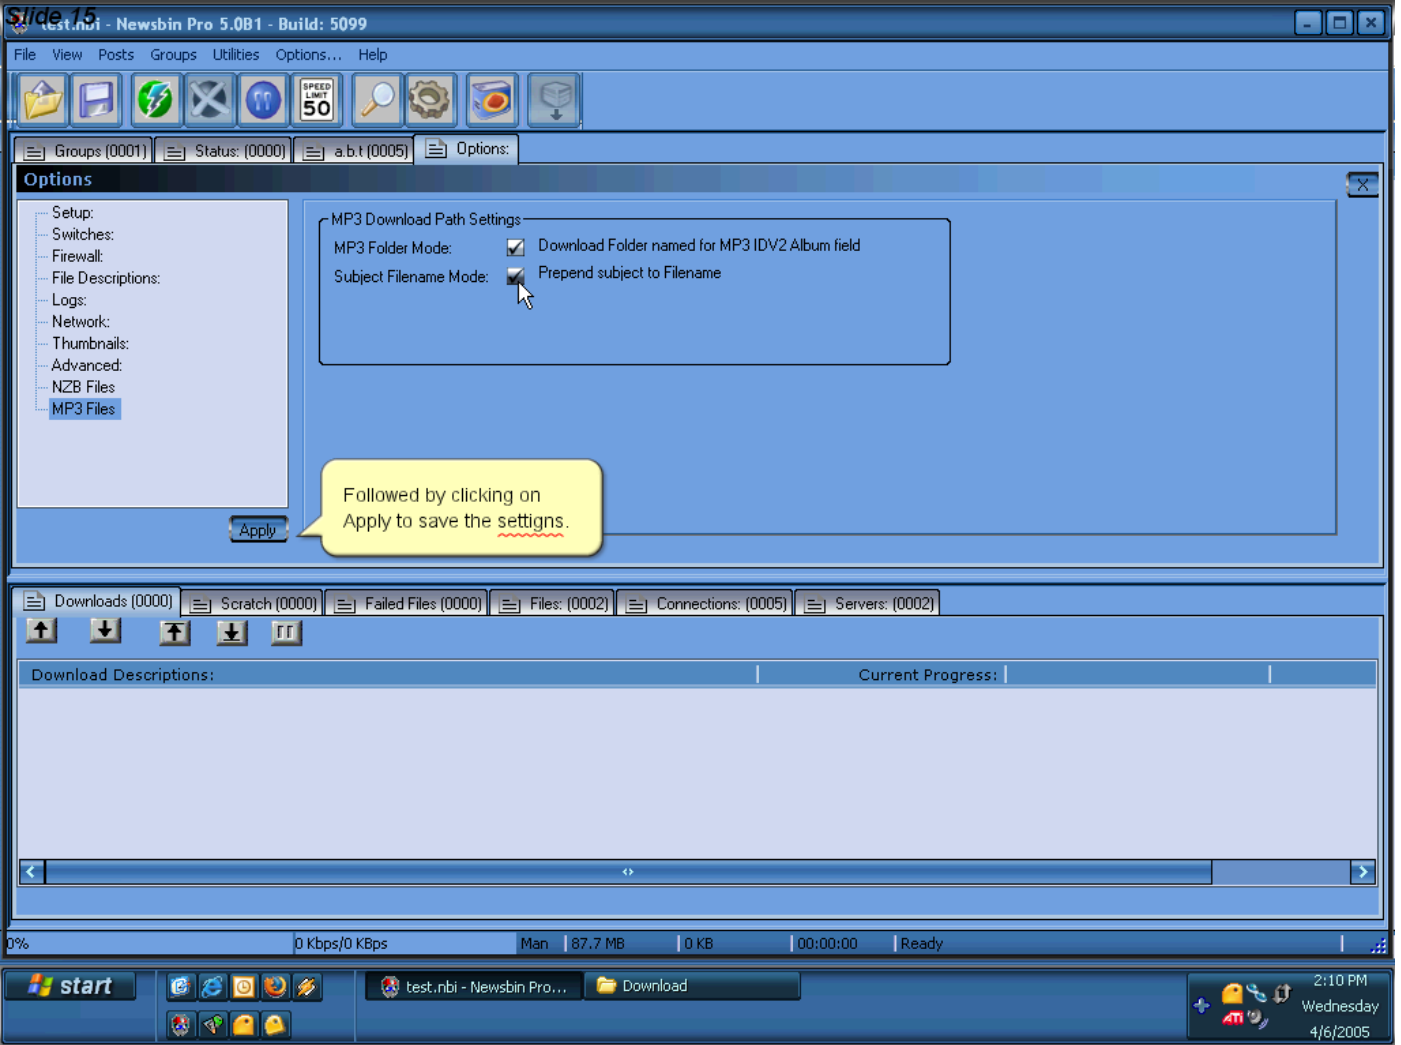 Slide 15
test.nbi - Newsbin Pro 5.0B1 - Build: 5099
File View Posts Groups Utilities Options... Help
SPEED
LIMIT
50
Groups (0001) Status: (0000) a.b.t (0005) Options:
Options
Setup:
Switches:
Firewall:
File Descriptions:
Logs:
Network:
Thumbnails:
Advanced:
NZB Files
MP3 Files
MP3 Download Path Settings
MP3 Folder Mode: Download Folder named for MP3 IDV2 Album field
Subject Filename Mode: Prepend subject to Filename
Followed by clicking on
Apply to save the settigns.
Apply
Downloads (0000) Scratch (0000) Failed Files (0000) Files: (0002) Connections: (0005) Servers: (0002)
Download Descriptions: Current Progress:
0% 0 Kbps/0 KBps Man 87.7 MB 0 KB 00:00:00 Ready
start test.nbi - Newsbin Pro... Download
2:10 PM
Wednesday
4/6/2005
ATI